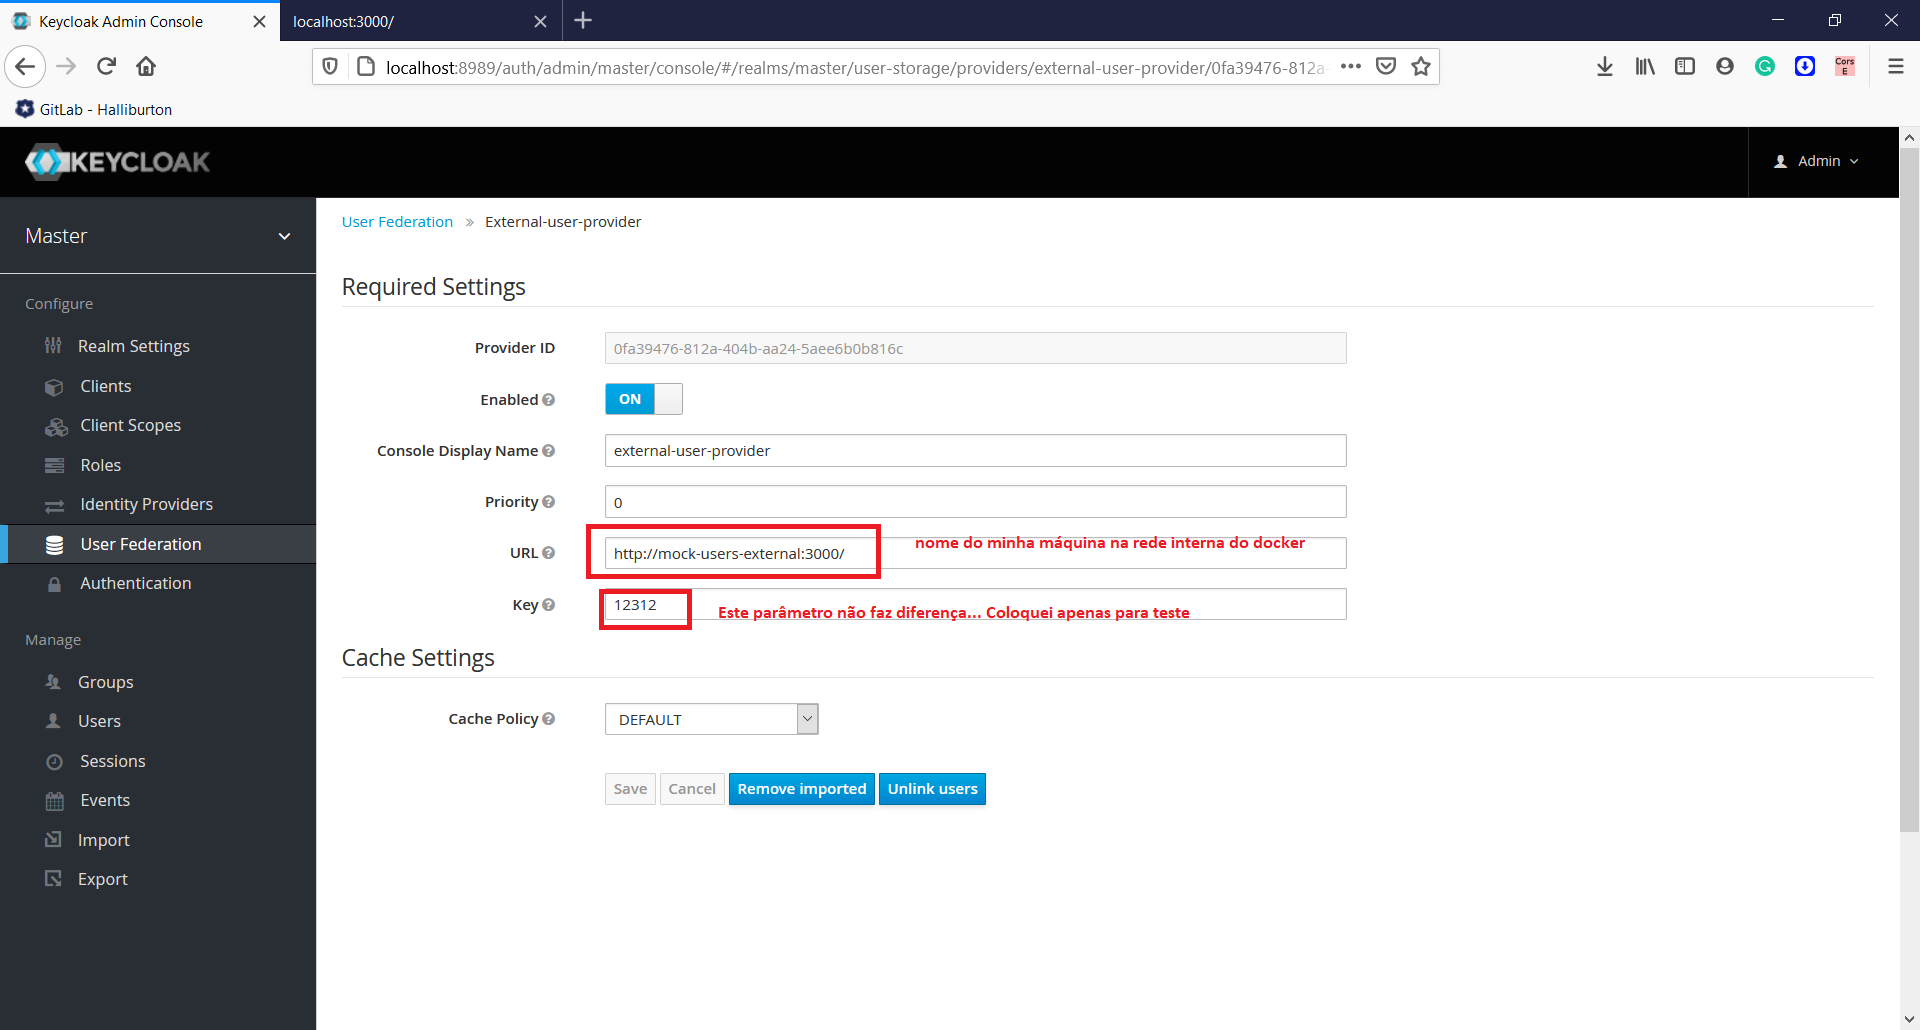 Keycloak Admin Console
localhost:3000/
localhost:8989/auth/admin/master/console/#/realms/master/user-storage/providers/external-user-provider/0fa39476-812a-
Cors
E
GitLab - Halliburton
KEYCLOAK
Admin
Master
User Federation » External-user-provider
Configure
Realm Settings
Clients
Client Scopes
Roles
Identity Providers
User Federation
Authentication
Manage
Groups
Users
Sessions
Events
Import
Export
Required Settings
Provider ID 0fa39476-812a-404b-aa24-5aee6b0b816c
Enabled ON
Console Display Name external-user-provider
Priority 0
URL http://mock-users-external:3000/ nome do minha máquina na rede interna do docker
Key 12312 Este parâmetro não faz diferença... Coloquei apenas para teste
Cache Settings
Cache Policy DEFAULT
Save Cancel Remove imported Unlink users